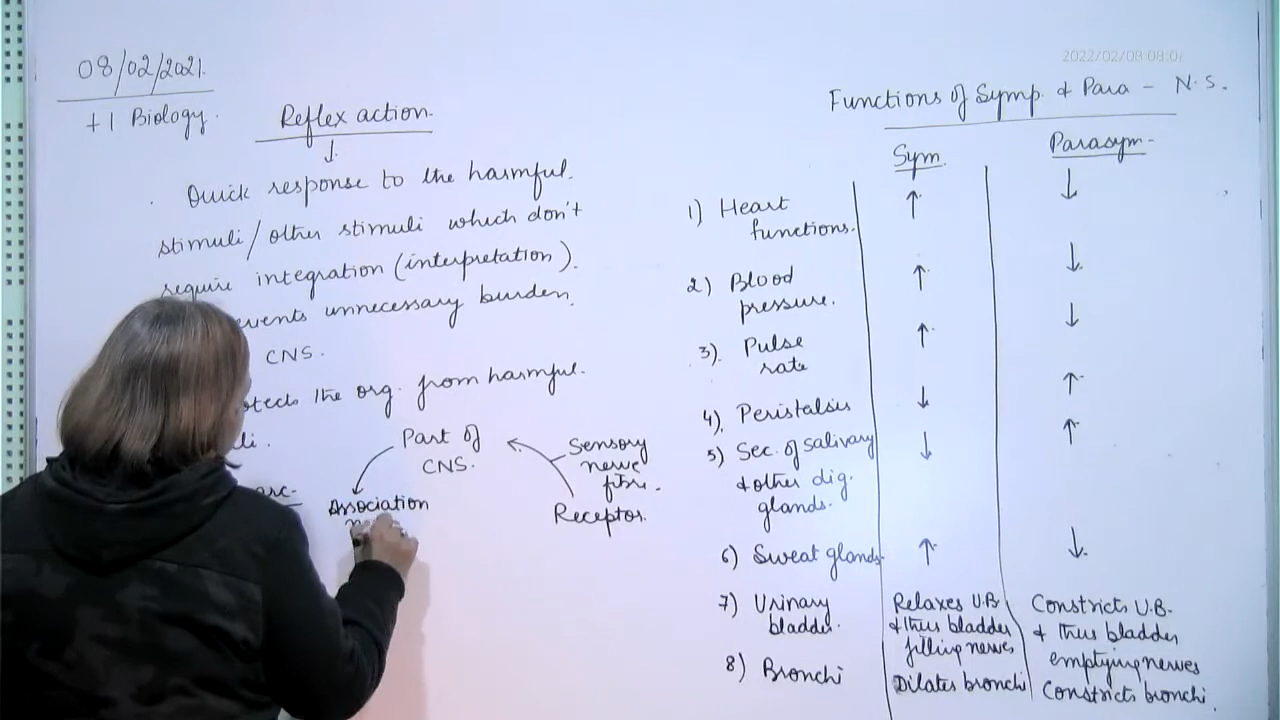 08/02/2021.
+1 Biology.
Reflex action.
↓
Quick response to the harmful.
stimuli/other stimuli which don't
require integration (interpretation).
unnecessary burden.
CNS.
the org. from harmful.
Part of
CNS.
Sensory
nerve
fibre.
Receptor.
Association
2022/02/08 08:0
Functions of Symp. & Para - N.S.
Sym. Parasym-
1) Heart functions. ↑ ↓
2) Blood pressure. ↑ ↓
3) Pulse rate ↑ ↓
4) Peristalsis ↓ ↑
5) Sec. of salivary ↓ ↑
& other dig.
glands.
6) Sweat glands ↑ ↓
7) Urinary Relaxes U.B Constricts U.B.
bladder. & thus bladder & thus bladder
filling nerves emptying nerves
8) Bronchi Dilates bronchi Constricts bronchi.